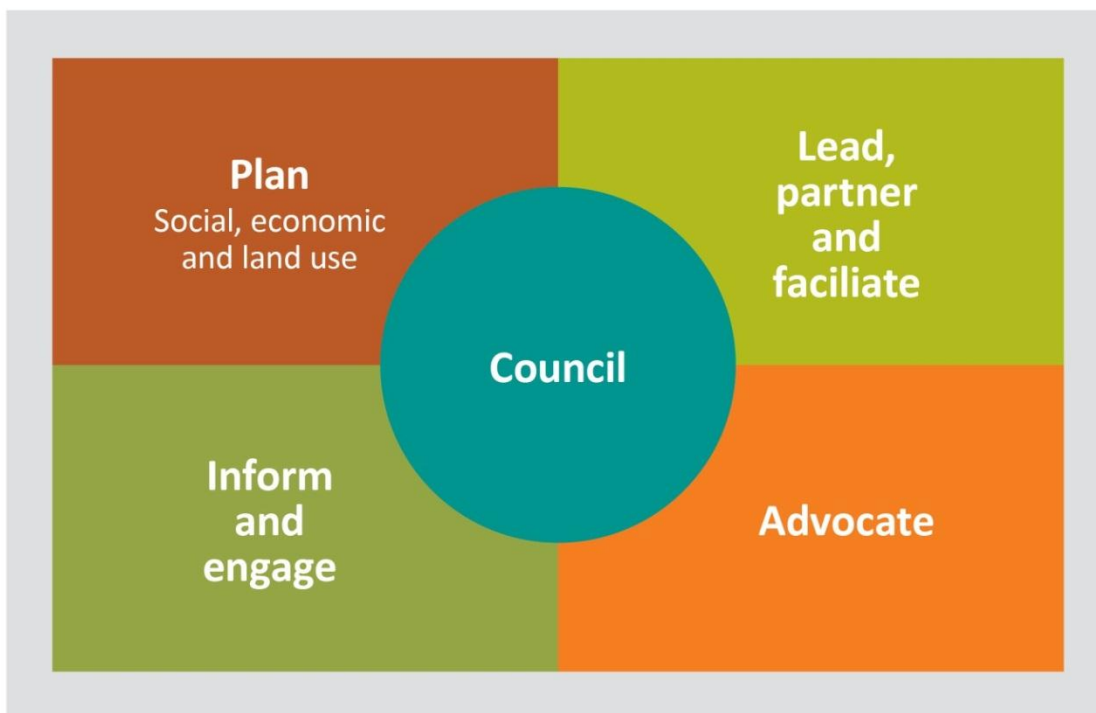 Plan
Social, economic
and land use
Lead,
partner
and
faciliate
Council
Inform
and
engage
Advocate